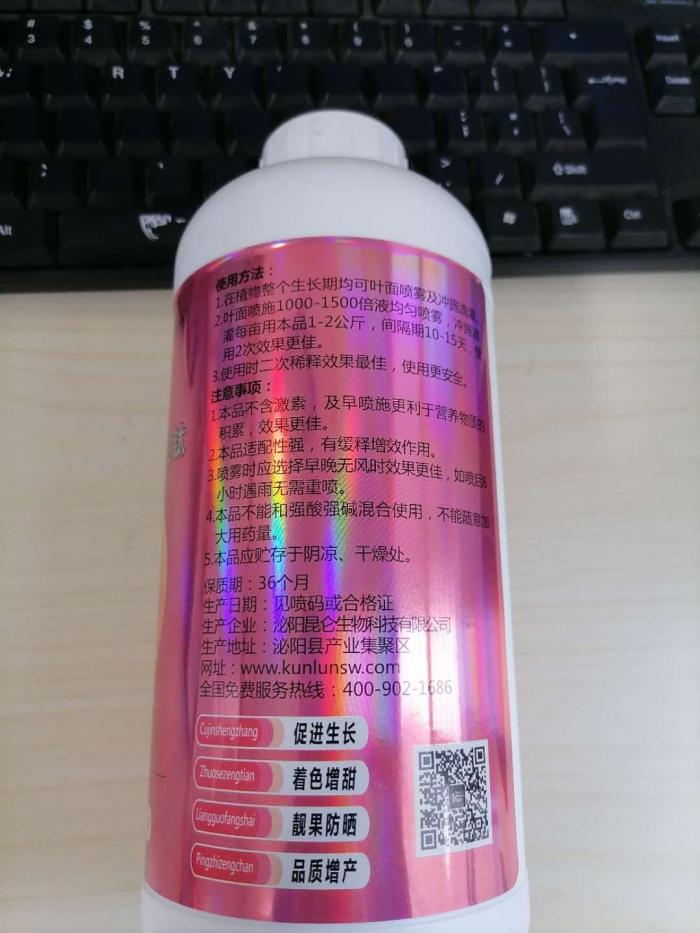 使用方法：
1.在植物整个生长期均可叶面喷雾及冲施滴灌。
2.叶面喷施1000-1500倍液均匀喷雾，冲施滴
灌每亩用本品1-2公斤，间隔期10-15天，使
用2次效果更佳。
3.使用时二次稀释效果最佳，使用更安全。
注意事项：
1.本品不含激素，及早喷施更利于营养物质的
积累，效果更佳。
2.本品适配性强，有缓释增效作用。
3.喷雾时应选择早晚无风时效果更佳，如喷后6
小时遇雨无需重喷。
4.本品不能和强酸强碱混合使用，不能随意加
大用药量。
5.本品应贮存于阴凉、干燥处。
保质期：36个月
生产日期：见喷码或合格证
生产企业：泌阳昆仑生物科技有限公司
生产地址：泌阳县产业集聚区
网址：www.kunlunsw.com
全国免费服务热线：400-902-1686
Cujinshengzhang 促进生长
Zhuosezengtian 着色增甜
Liangguofangshai 靓果防晒
Pingzhizengchan 品质增产